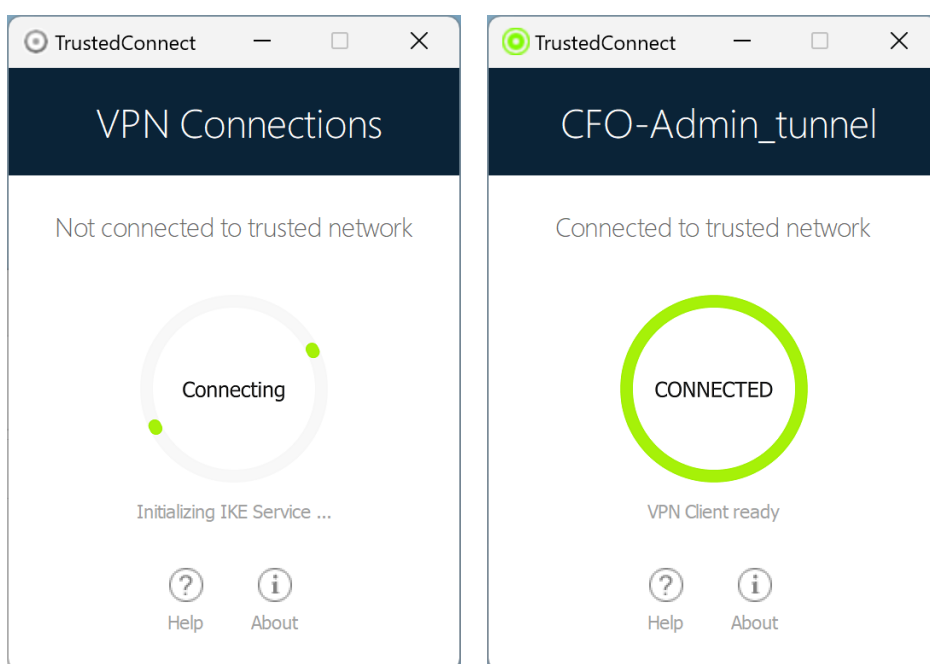 TrustedConnect
VPN Connections
Not connected to trusted network
Connecting
Initializing IKE Service ...
Help
About
TrustedConnect
CFO-Admin_tunnel
Connected to trusted network
CONNECTED
VPN Client ready
Help
About